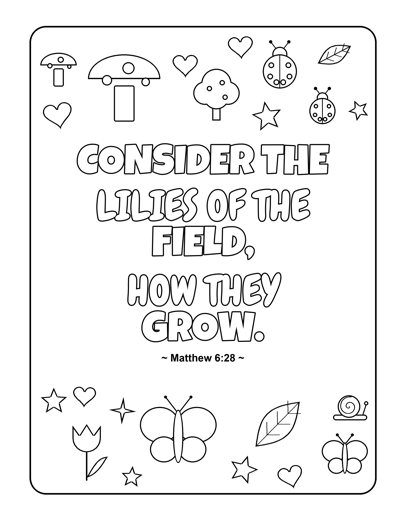 CONSIDER THE
LILIES OF THE
FIELD,
HOW THEY
GROW.
~ Matthew 6:28 ~